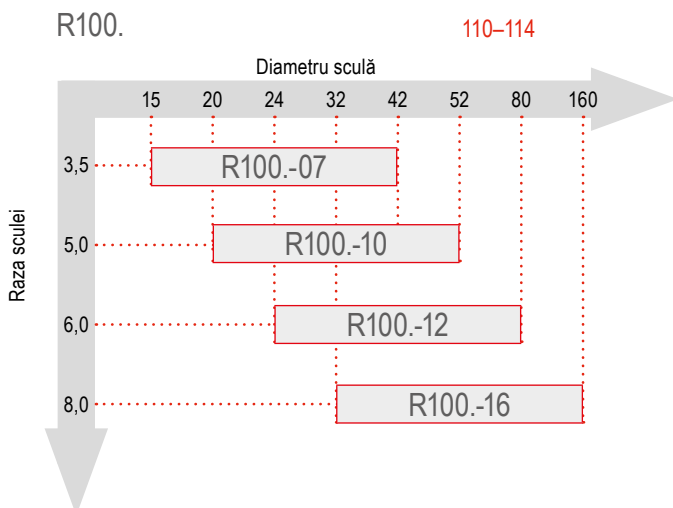 R100. 110–114
Diametru sculă
15 20 24 32 42 52 80 160
3,5 R100.-07
5,0 R100.-10
6,0 R100.-12
8,0 R100.-16
Raza sculei